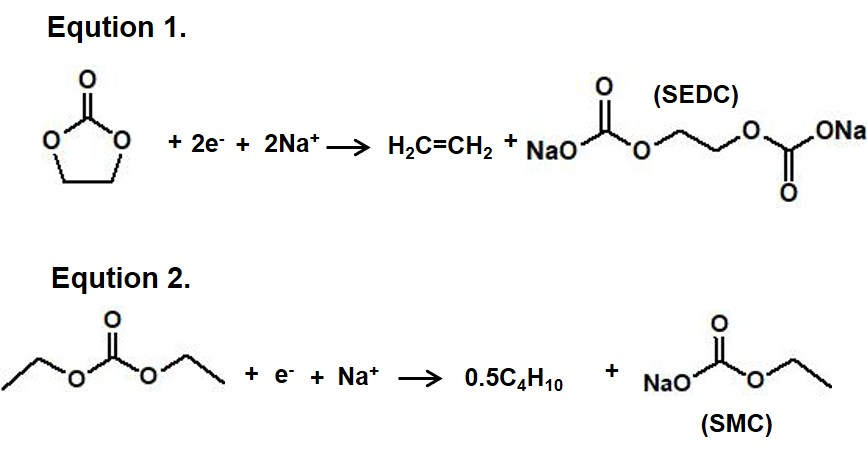 Eqution 1.
O
O O + 2e- + 2Na+ → H₂C=CH₂ + NaO O O O O ONa (SEDC)
Eqution 2.
O
O O + e- + Na+ → 0.5C₄H₁₀ + NaO O O
(SMC)